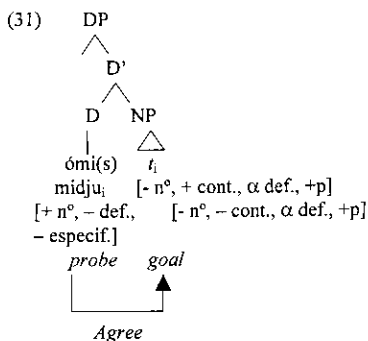 (31) DP
D'
D NP
ómi(s) tᵢ
midjuᵢ [- nº, + cont., α def., +p]
[+ nº, – def., [- nº, – cont., α def., +p]
– especif.]
probe goal
Agree